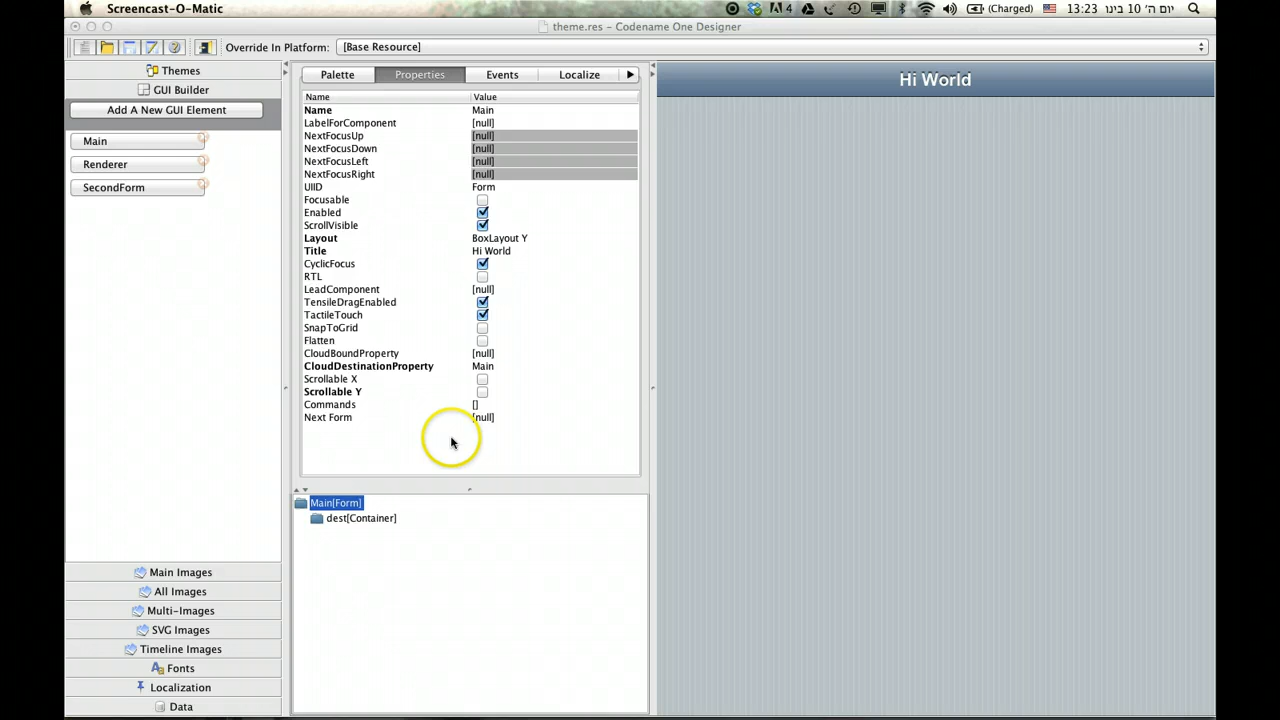 Screencast-O-Matic
4
(Charged)
13:23 יום ה׳ 10 בינו
theme.res – Codename One Designer
Override In Platform: [Base Resource]
Themes
GUI Builder
Add A New GUI Element
Main
Renderer
SecondForm
Main Images
All Images
Multi-Images
SVG Images
Timeline Images
Fonts
Localization
Data
Palette Properties Events Localize
Name Value
Name Main
LabelForComponent [null]
NextFocusUp [null]
NextFocusDown [null]
NextFocusLeft [null]
NextFocusRight [null]
UIID Form
Focusable
Enabled
ScrollVisible
Layout BoxLayout Y
Title Hi World
CyclicFocus
RTL
LeadComponent [null]
TensileDragEnabled
TactileTouch
SnapToGrid
Flatten
CloudBoundProperty [null]
CloudDestinationProperty Main
Scrollable X
Scrollable Y
Commands []
Next Form [null]
Main[Form]
dest[Container]
Hi World